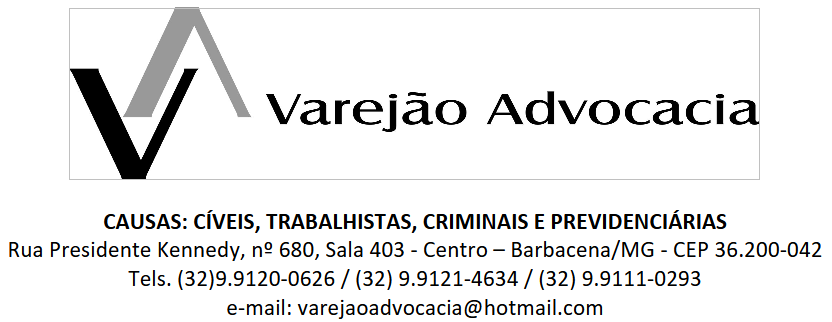 Varejão Advocacia
CAUSAS: CÍVEIS, TRABALHISTAS, CRIMINAIS E PREVIDENCIÁRIAS
Rua Presidente Kennedy, nº 680, Sala 403 - Centro – Barbacena/MG - CEP 36.200-042
Tels. (32)9.9120-0626 / (32) 9.9121-4634 / (32) 9.9111-0293
e-mail: varejaoadvocacia@hotmail.com